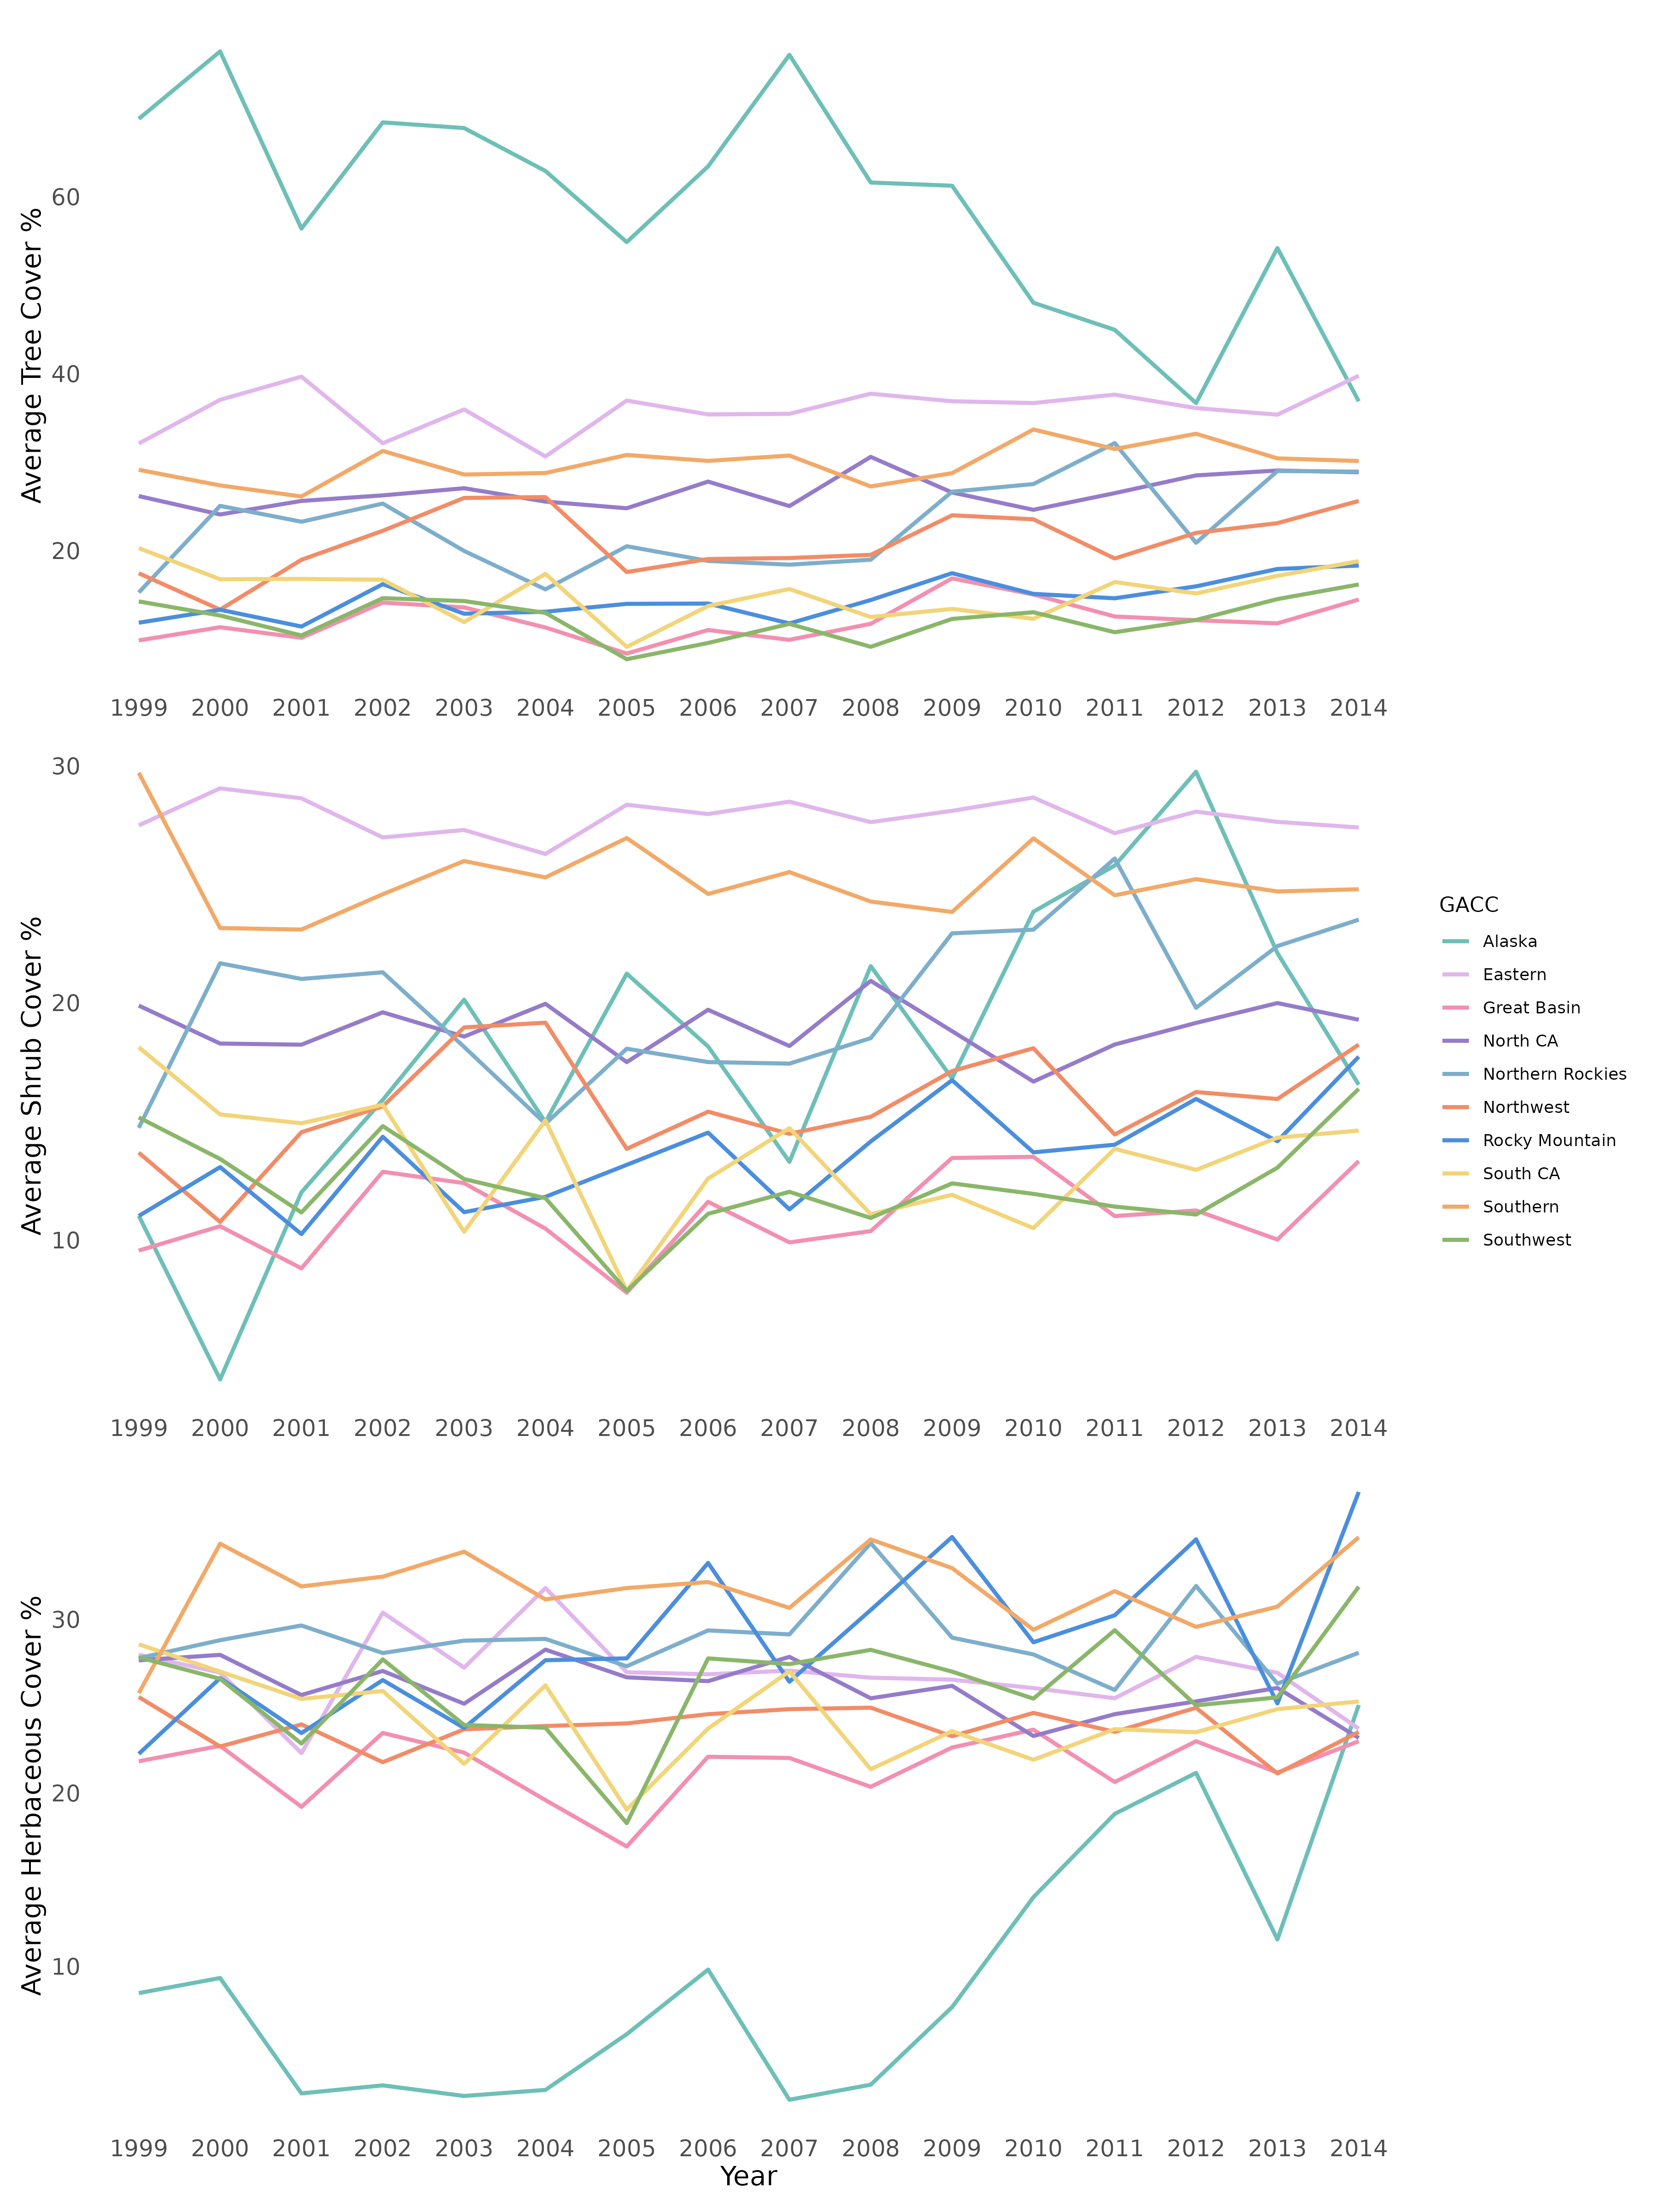 Average Tree Cover %
60
40
20
1999 2000 2001 2002 2003 2004 2005 2006 2007 2008 2009 2010 2011 2012 2013 2014
Average Shrub Cover %
30
20
10
1999 2000 2001 2002 2003 2004 2005 2006 2007 2008 2009 2010 2011 2012 2013 2014
GACC
Alaska
Eastern
Great Basin
North CA
Northern Rockies
Northwest
Rocky Mountain
South CA
Southern
Southwest
Average Herbaceous Cover %
30
20
10
1999 2000 2001 2002 2003 2004 2005 2006 2007 2008 2009 2010 2011 2012 2013 2014
Year